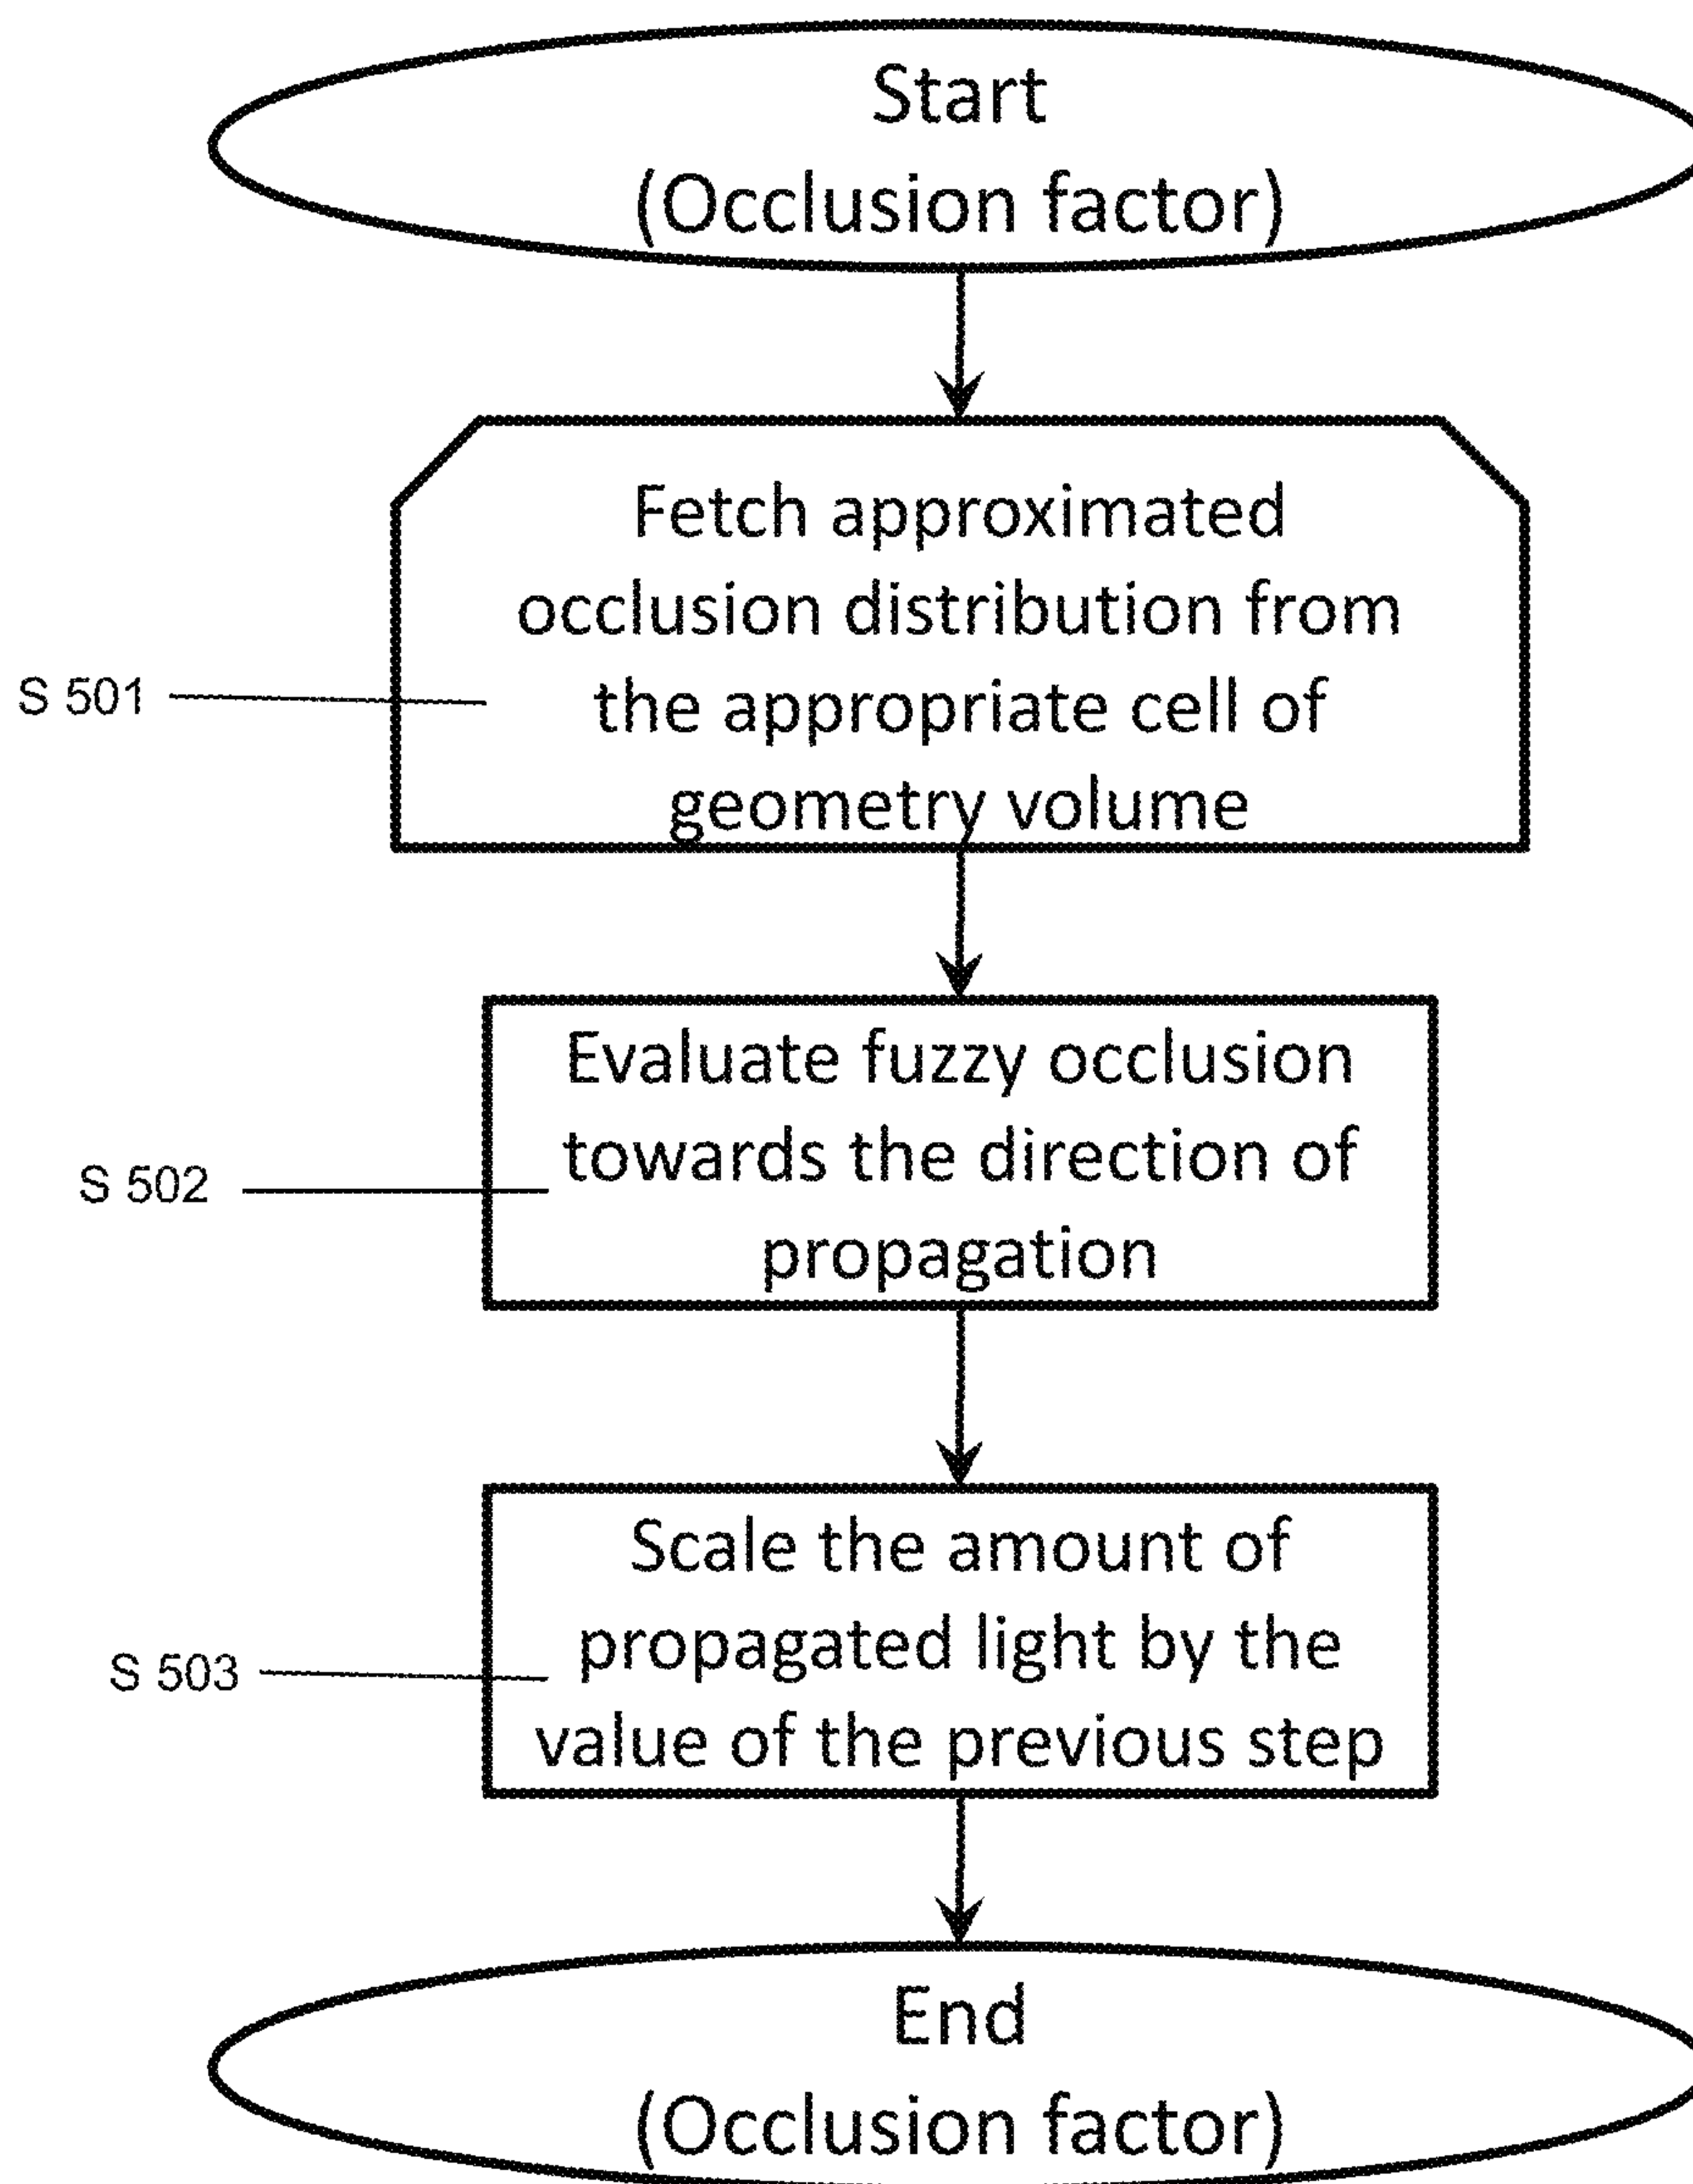 Start
(Occlusion factor)
Fetch approximated
occlusion distribution from
the appropriate cell of
geometry volume
S 501
Evaluate fuzzy occlusion
towards the direction of
propagation
S 502
Scale the amount of
propagated light by the
value of the previous step
S 503
End
(Occlusion factor)